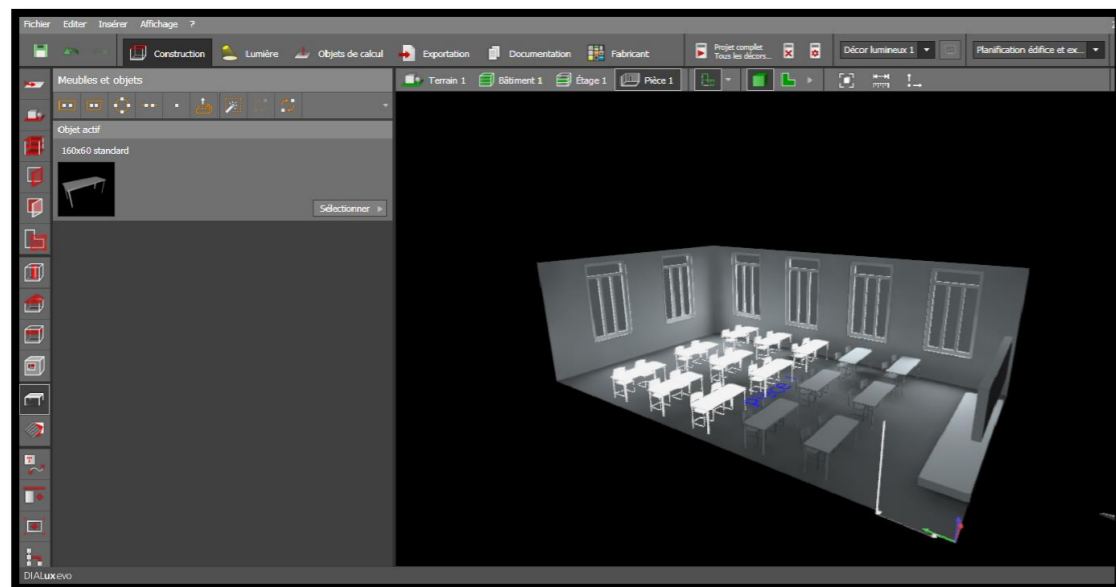 Fichier Editer Insérer Affichage ?
Construction Lumière Objets de calcul Exportation Documentation Fabricant Projet complet Tous les décors... Décor lumineux 1 Planification édifice et ex...
Meubles et objets
Terrain 1 Bâtiment 1 Étage 1 Pièce 1
Objet actif
160x60 standard
Sélectionner
DIALux evo